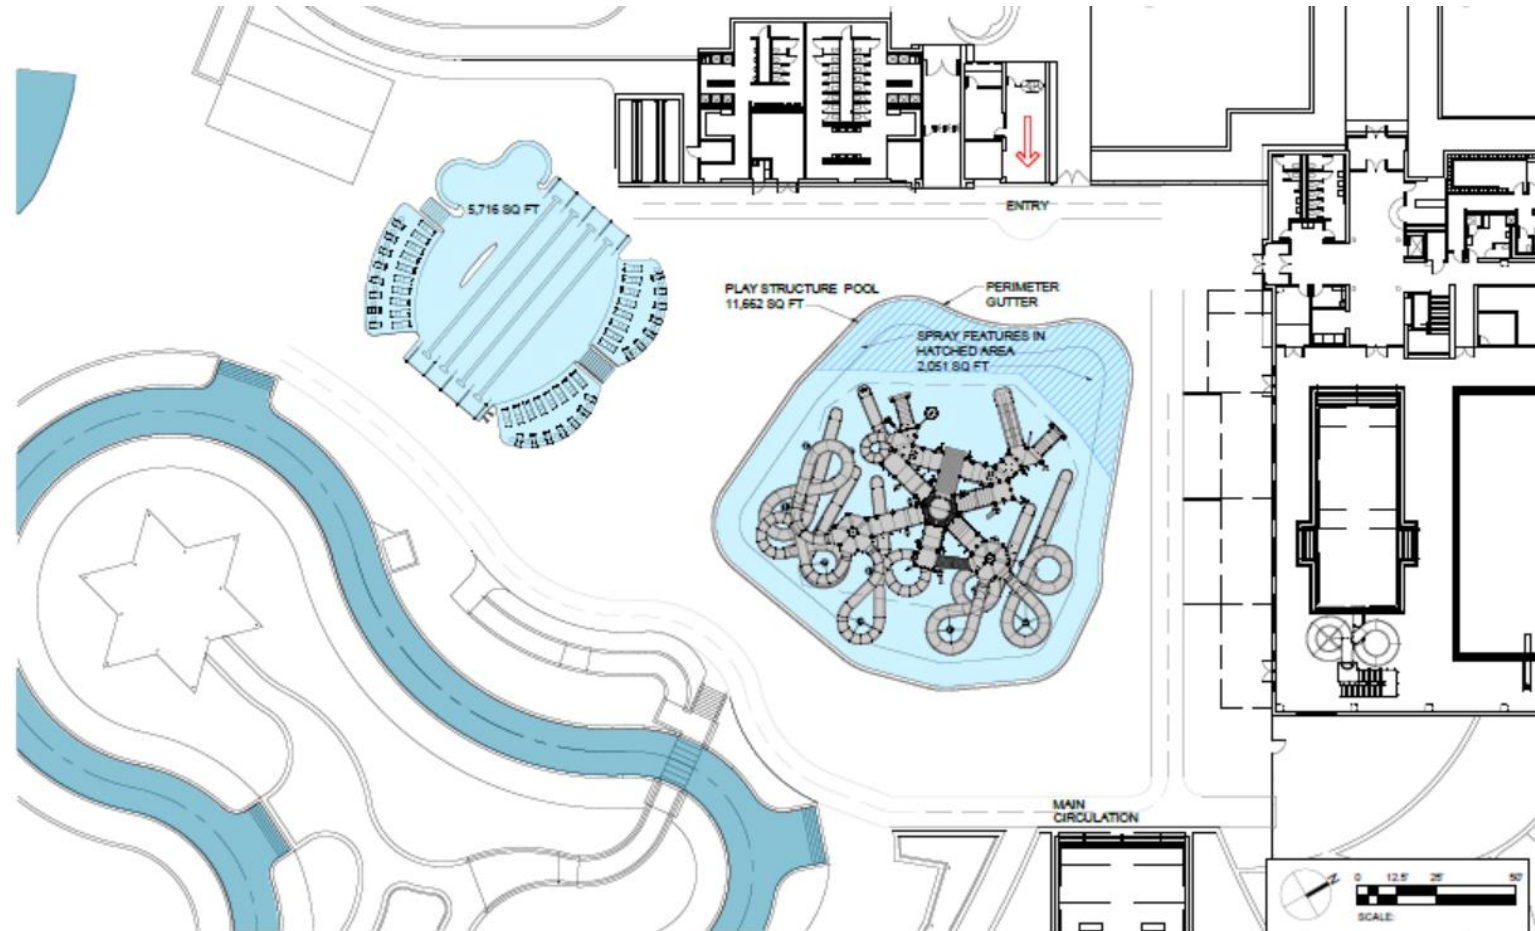 5,716 SQ FT
ENTRY
PLAY STRUCTURE POOL
11,662 SQ FT
PERIMETER
GUTTER
SPRAY FEATURES IN
HATCHED AREA
2,051 SQ FT
MAIN
CIRCULATION
N
0 12.5' 25' 50'
SCALE: